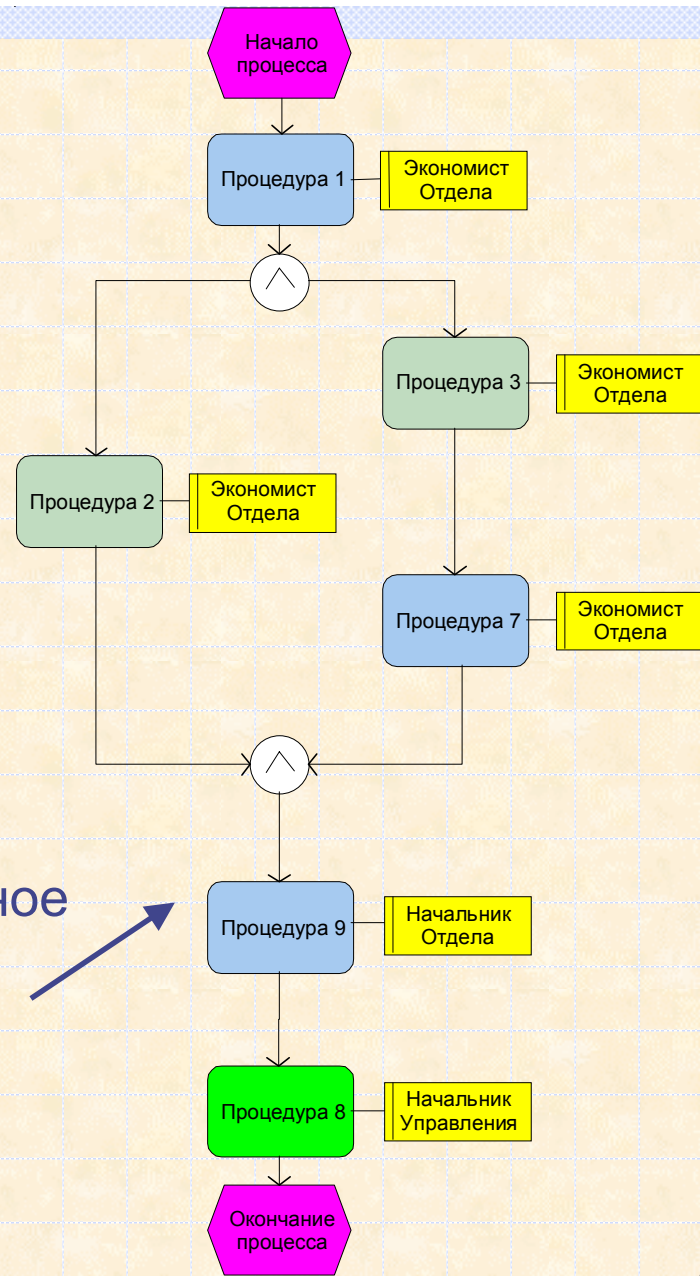 Начало
процесса
Процедура 1
Экономист
Отдела
Процедура 3
Экономист
Отдела
Процедура 2
Экономист
Отдела
Процедура 7
Экономист
Отдела
ное
Процедура 9
Начальник
Отдела
Процедура 8
Начальник
Управления
Окончание
процесса